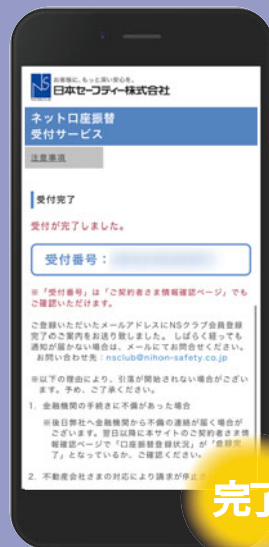 NS
お客様に、もっと深い安心を。
日本セーフティー株式会社
ネット口座振替
受付サービス
注意事項
受付完了
受付が完了しました。
受付番号：
※「受付番号」は「ご契約者さま情報確認ページ」でも
ご確認いただけます。
ご登録いただいたメールアドレスにNSクラブ会員登録
完了のご案内をお送り致しました。しばらく経っても
通知が届かない場合は、メールにてお問合せください。
お問い合わせ先：nsclub@nihon-safety.co.jp
※以下の理由により、引落が開始されない場合がござい
ます。予め、ご了承ください。
1. 金融機関の手続きに不備があった場合
※後日弊社へ金融機関から不備の連絡が届く場合が
ございます。翌日以降に本サイトのご契約者さま情
報確認ページで「口座振替登録状況」が「登録完
了」となっているか、ご確認ください。
2. 不動産会社さまの対応により請求が停止
完了